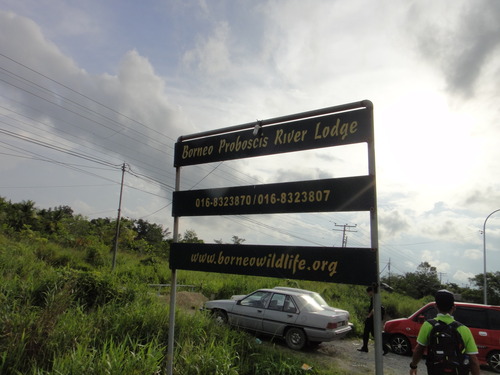 Borneo Proboscis River Lodge
016-8323870/016-8323807
www.borneowildlife.org